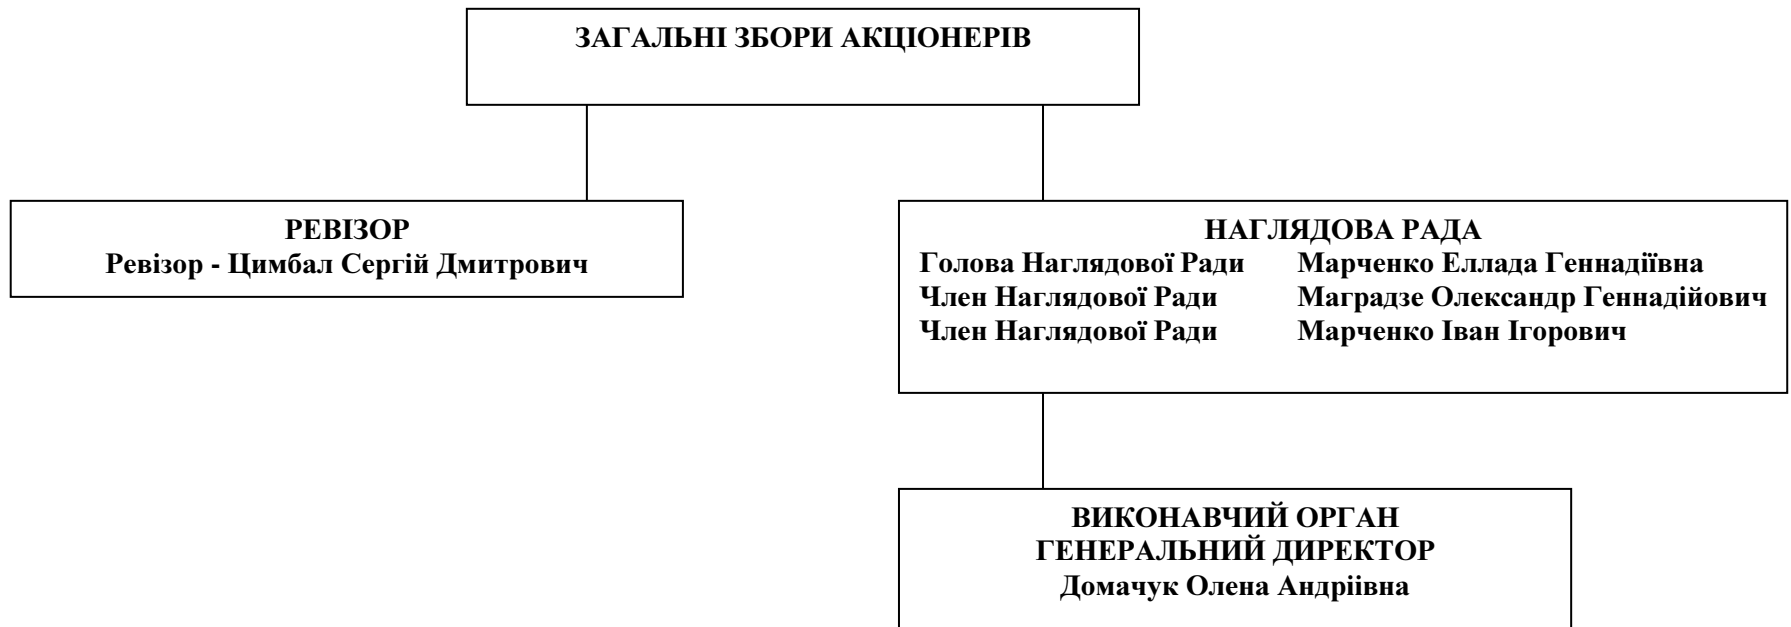 ЗАГАЛЬНІ ЗБОРИ АКЦІОНЕРІВ
РЕВІЗОР
Ревізор - Цимбал Сергій Дмитрович
НАГЛЯДОВА РАДА
Голова Наглядової Ради Марченко Еллада Геннадіївна
Член Наглядової Ради Маградзе Олександр Геннадійович
Член Наглядової Ради Марченко Іван Ігорович
ВИКОНАВЧИЙ ОРГАН
ГЕНЕРАЛЬНИЙ ДИРЕКТОР
Домачук Олена Андріівна